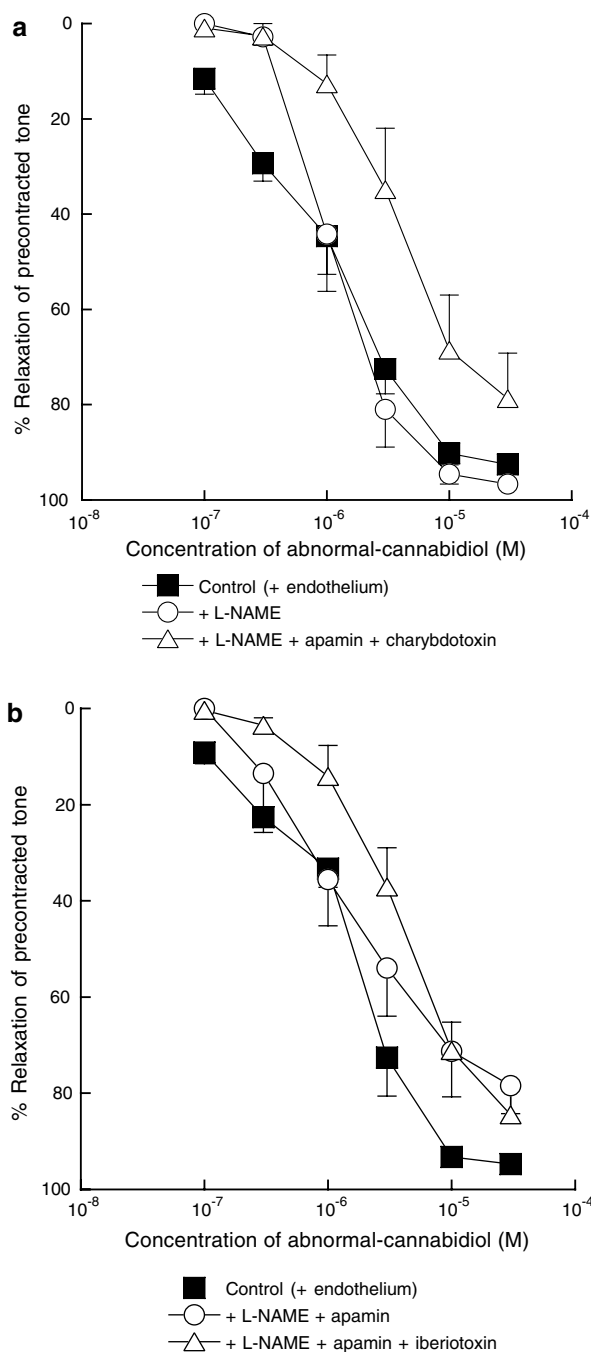 a
% Relaxation of precontracted tone
0
20
40
60
80
100
10-8
10-7
10-6
10-5
10-4
Concentration of abnormal-cannabidiol (M)
Control (+ endothelium)
+ L-NAME
+ L-NAME + apamin + charybdotoxin
b
% Relaxation of precontracted tone
0
20
40
60
80
100
10-8
10-7
10-6
10-5
10-4
Concentration of abnormal-cannabidiol (M)
Control (+ endothelium)
+ L-NAME + apamin
+ L-NAME + apamin + iberiotoxin